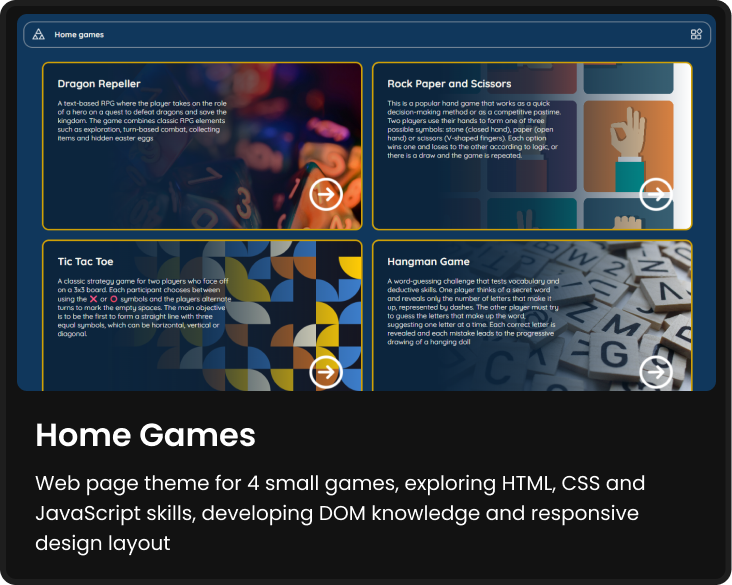 Home games
Dragon Repeller
A text-based RPG where the player takes on the role
of a hero on a quest to defeat dragons and save the
kingdom. The game combines classic RPG elements
such as exploration, turn-based combat, collecting
items and hidden easter eggs
Rock Paper and Scissors
This is a popular hand game that works as a quick
decision-making method or as a competitive pastime.
Two players use their hands to form one of three
possible symbols: stone (closed hand), paper (open
hand) or scissors (V-shaped fingers). Each option
wins one and loses to the other according to logic, or
there is a draw and the game is repeated.
Tic Tac Toe
A classic strategy game for two players who face off
on a 3x3 board. Each participant chooses between
using the ❌ or ⭕ symbols and the players alternate
turns to mark the empty spaces. The main objective
is to be the first to form a straight line with three
equal symbols, which can be horizontal, vertical or
diagonal.
Hangman Game
A word-guessing challenge that tests vocabulary and
deductive skills. One player thinks of a secret word
and reveals only the number of letters that make it
up, represented by dashes. The other player must try
to guess the letters that make up the word,
suggesting one letter at a time. Each correct letter is
revealed and each mistake leads to the progressive
drawing of a hanging doll
Home Games
Web page theme for 4 small games, exploring HTML, CSS and
JavaScript skills, developing DOM knowledge and responsive
design layout